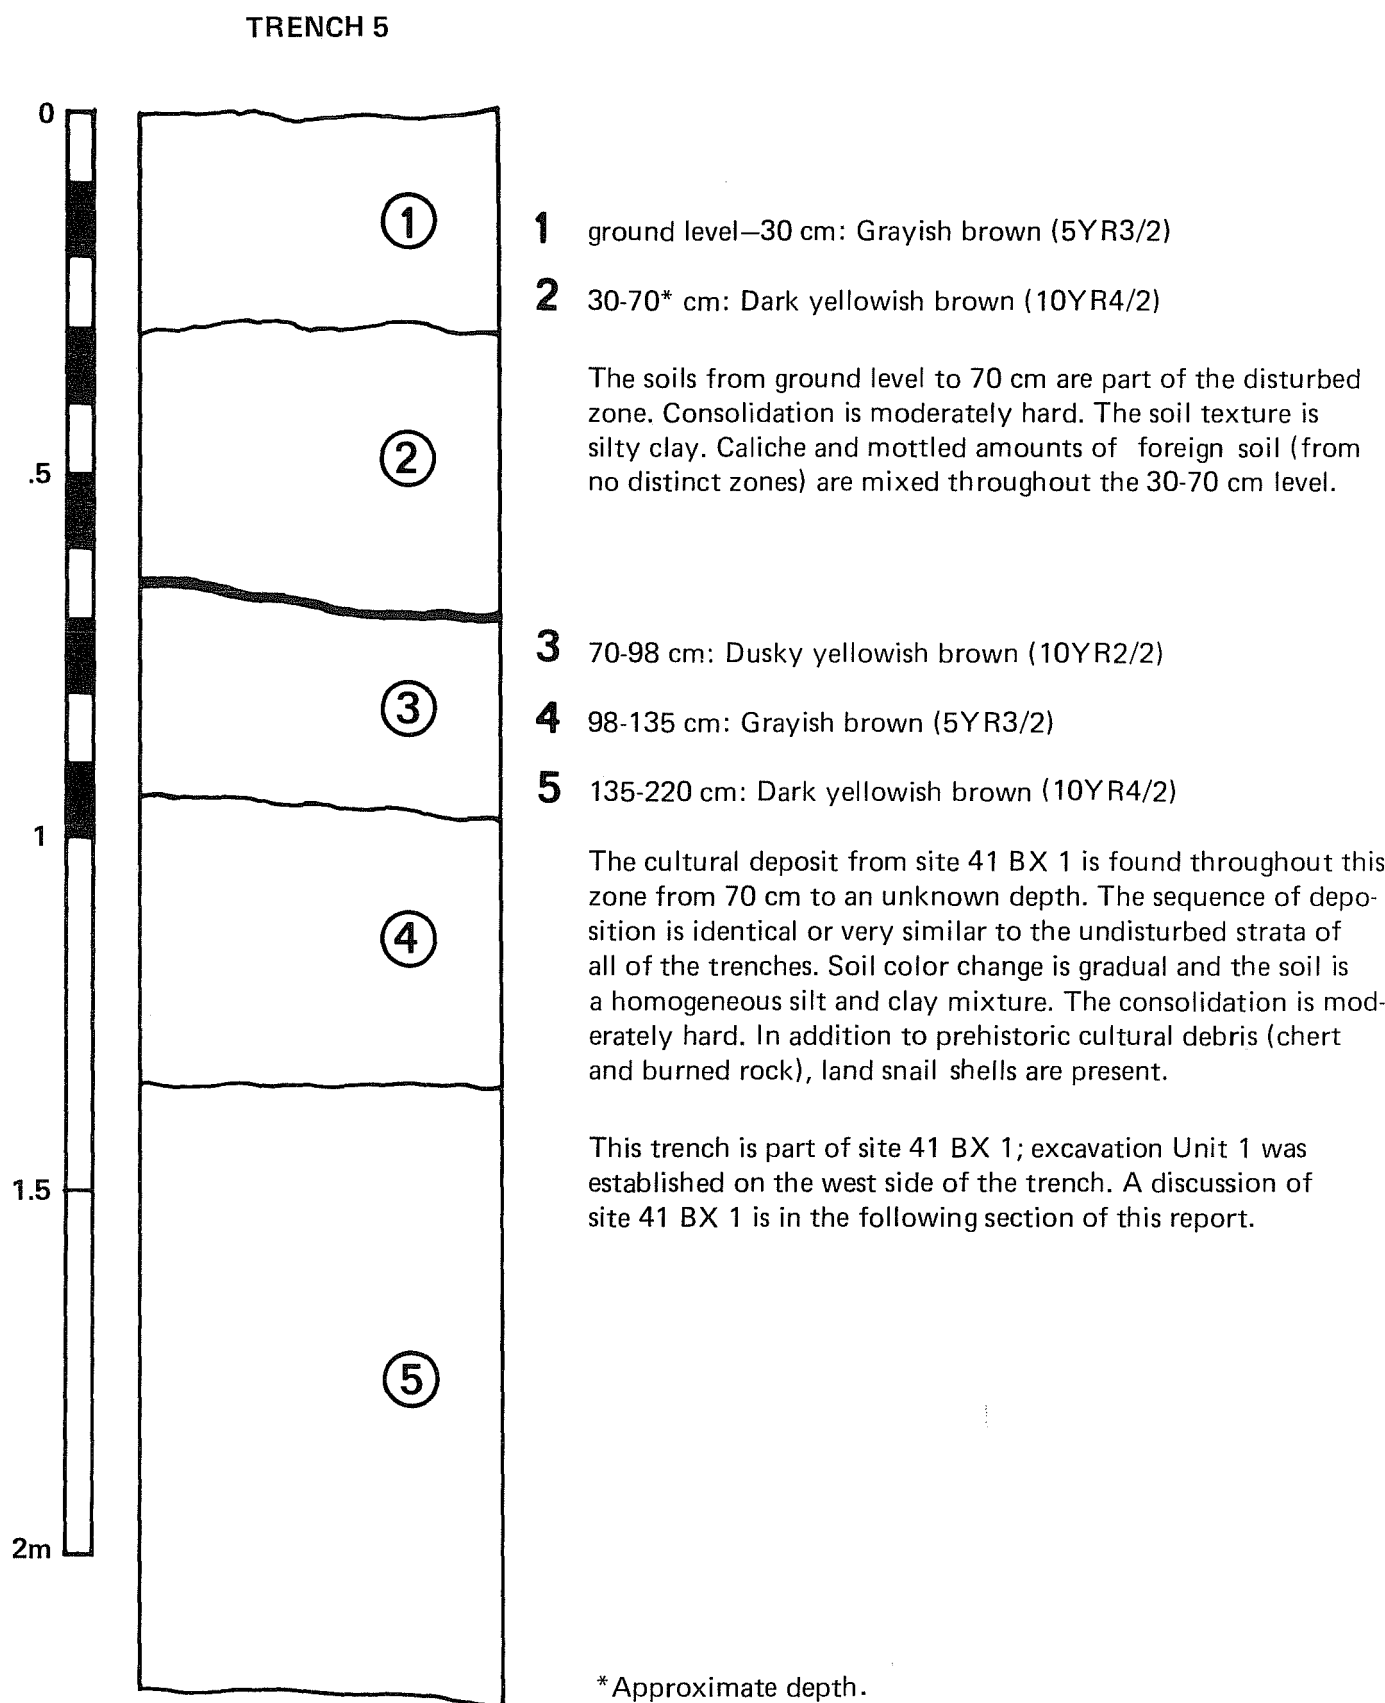 TRENCH 5
0
.5
1
1.5
2m
1
2
3
4
5
1 ground level—30 cm: Grayish brown (5YR3/2)
2 30-70* cm: Dark yellowish brown (10YR4/2)
The soils from ground level to 70 cm are part of the disturbed
zone. Consolidation is moderately hard. The soil texture is
silty clay. Caliche and mottled amounts of foreign soil (from
no distinct zones) are mixed throughout the 30-70 cm level.
3 70-98 cm: Dusky yellowish brown (10YR2/2)
4 98-135 cm: Grayish brown (5YR3/2)
5 135-220 cm: Dark yellowish brown (10YR4/2)
The cultural deposit from site 41 BX 1 is found throughout this
zone from 70 cm to an unknown depth. The sequence of depo-
sition is identical or very similar to the undisturbed strata of
all of the trenches. Soil color change is gradual and the soil is
a homogeneous silt and clay mixture. The consolidation is mod-
erately hard. In addition to prehistoric cultural debris (chert
and burned rock), land snail shells are present.
This trench is part of site 41 BX 1; excavation Unit 1 was
established on the west side of the trench. A discussion of
site 41 BX 1 is in the following section of this report.
*Approximate depth.